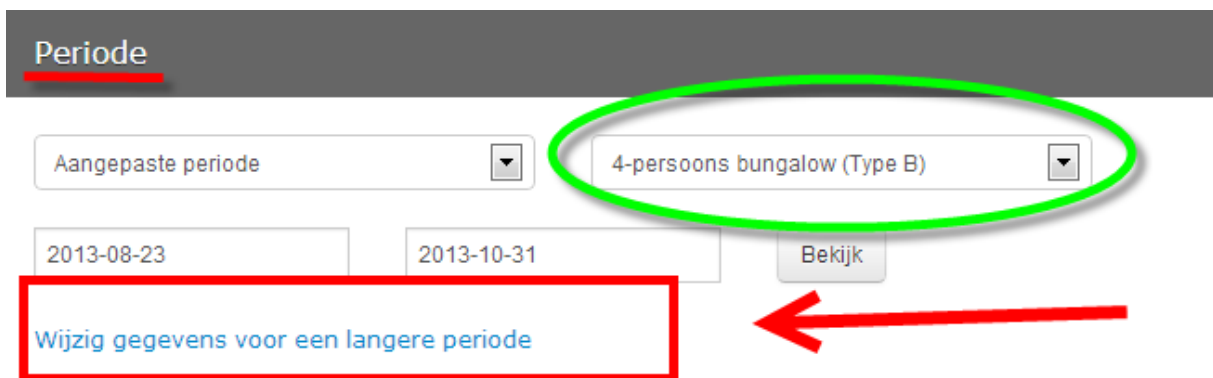 Periode
Aangepaste periode 4-persoons bungalow (Type B)
2013-08-23 2013-10-31 Bekijk
Wijzig gegevens voor een langere periode